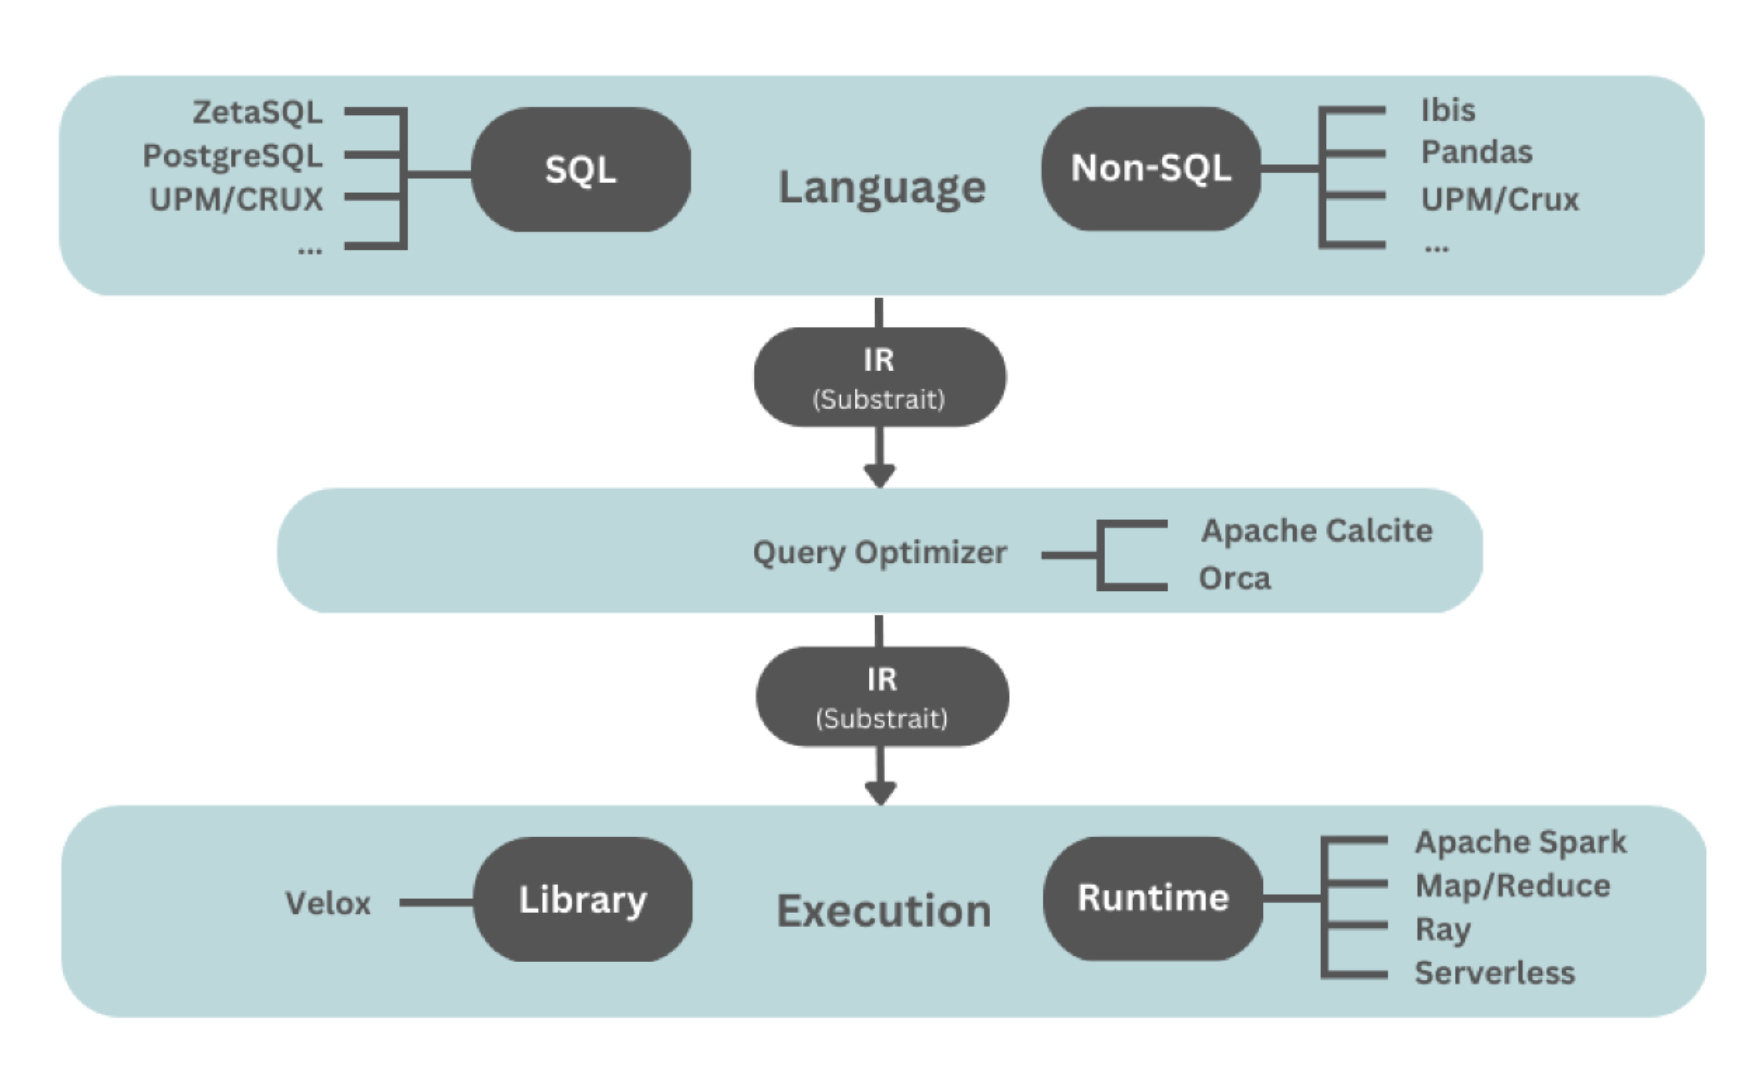 ZetaSQL
PostgreSQL
UPM/CRUX
...
SQL
Language
Non-SQL
Ibis
Pandas
UPM/Crux
...
IR
(Substrait)
Query Optimizer
Apache Calcite
Orca
IR
(Substrait)
Velox
Library
Execution
Runtime
Apache Spark
Map/Reduce
Ray
Serverless